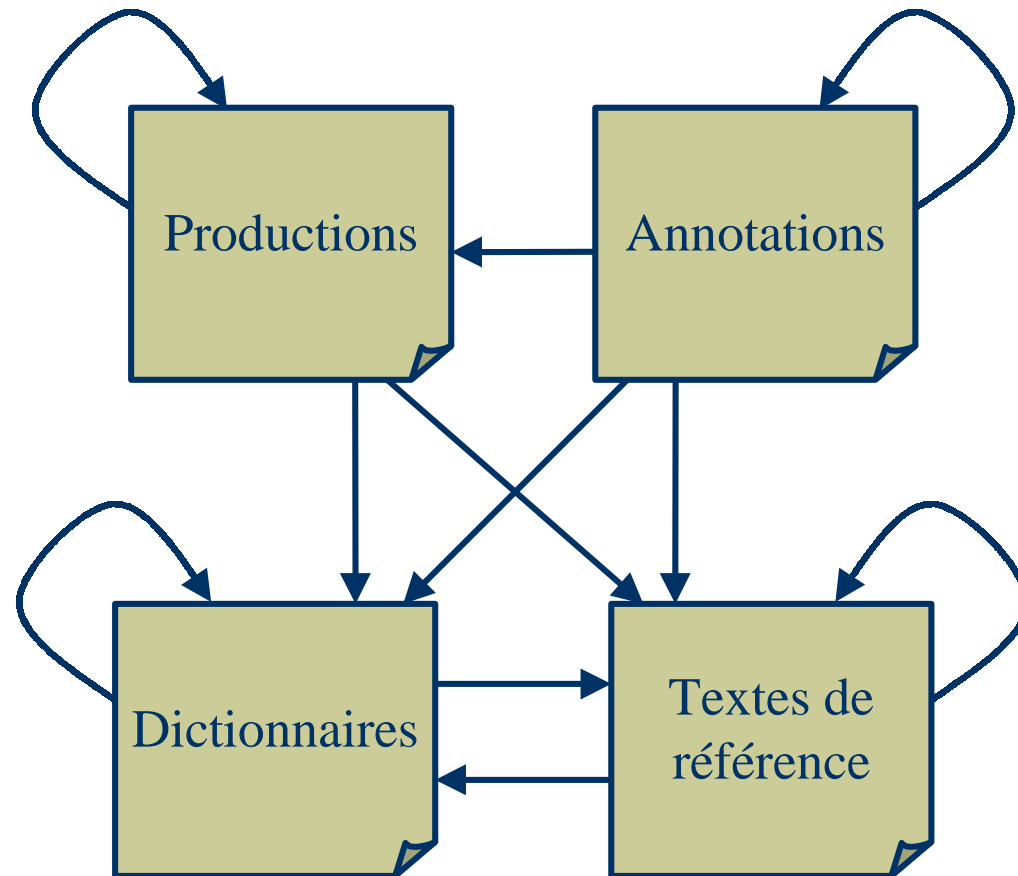 Productions
Annotations
Dictionnaires
Textes de
référence